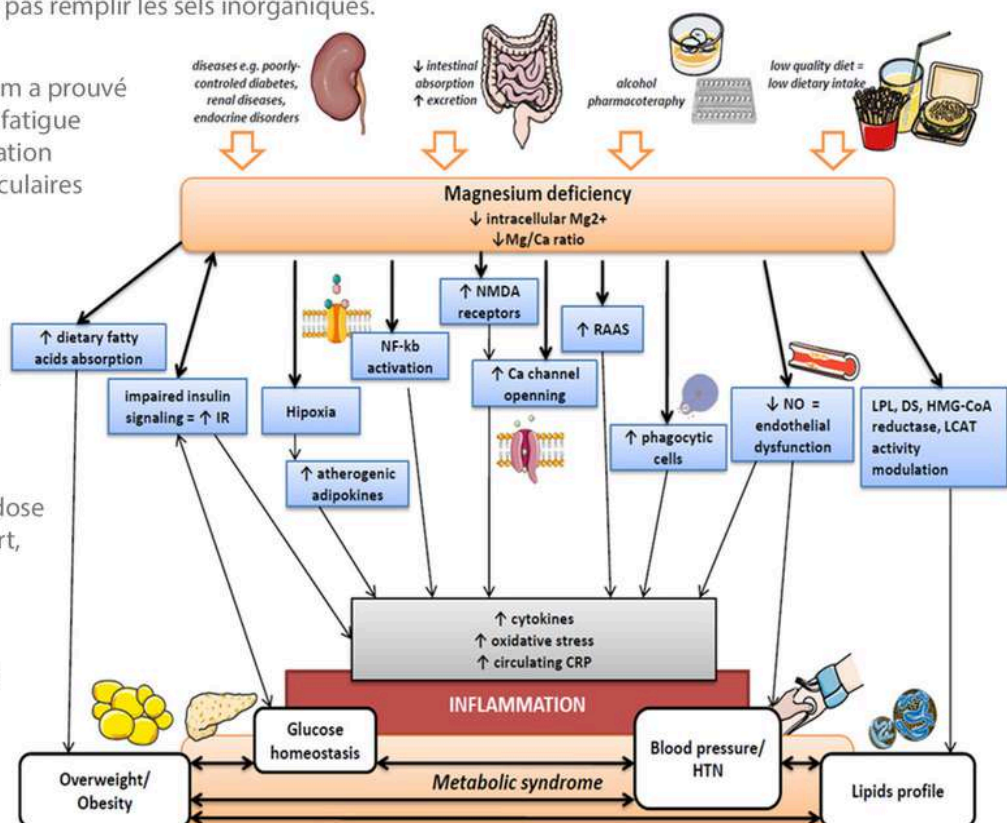 pas remplir les sels inorganiques.
m a prouvé
fatigue
ation
culaires
dose
rt,
diseases e.g. poorly-
controled diabetes,
renal diseases,
endocrine disorders
↓ intestinal
absorption
↑ excretion
alcohol
pharmacoteraphy
low quality diet =
low dietary intake
Magnesium deficiency
↓ intracellular Mg2+
↓Mg/Ca ratio
↑ dietary fatty
acids absorption
impaired insulin
signaling = ↑ IR
Hipoxia
↑ atherogenic
adipokines
NF-kb
activation
↑ NMDA
receptors
↑ Ca channel
openning
↑ RAAS
↑ phagocytic
cells
↓ NO =
endothelial
dysfunction
LPL, DS, HMG-CoA
reductase, LCAT
activity
modulation
↑ cytokines
↑ oxidative stress
↑ circulating CRP
INFLAMMATION
Glucose
homeostasis
Blood pressure/
HTN
Overweight/
Obesity
Metabolic syndrome
Lipids profile